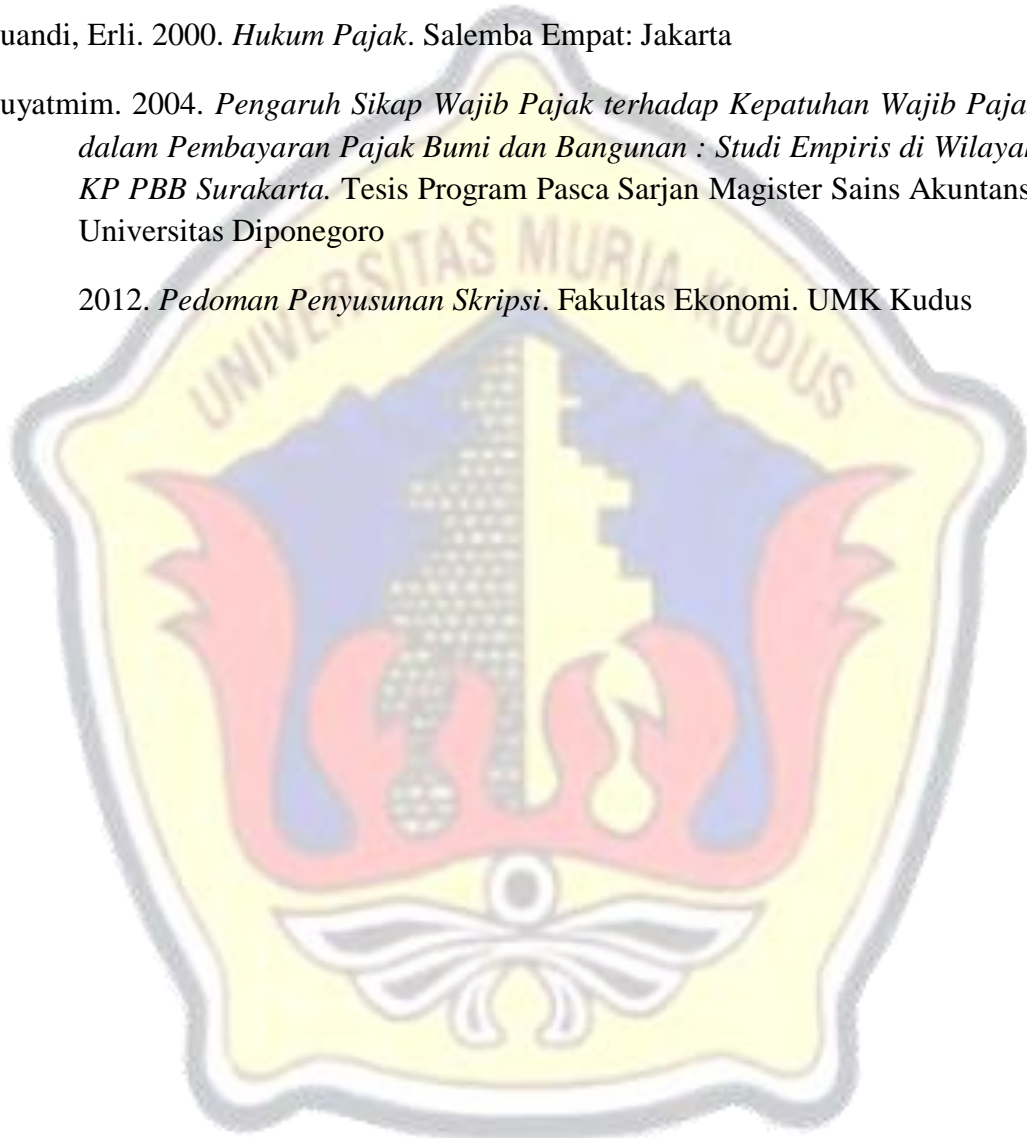 uandi, Erli. 2000. Hukum Pajak. Salemba Empat: Jakarta
uyatmim. 2004. Pengaruh Sikap Wajib Pajak terhadap Kepatuhan Wajib Paja
dalam Pembayaran Pajak Bumi dan Bangunan : Studi Empiris di Wilaya
KP PBB Surakarta. Tesis Program Pasca Sarjan Magister Sains Akuntans
Universitas Diponegoro
UNIVERSITAS MURIA KUDUS
2012. Pedoman Penyusunan Skripsi. Fakultas Ekonomi. UMK Kudus